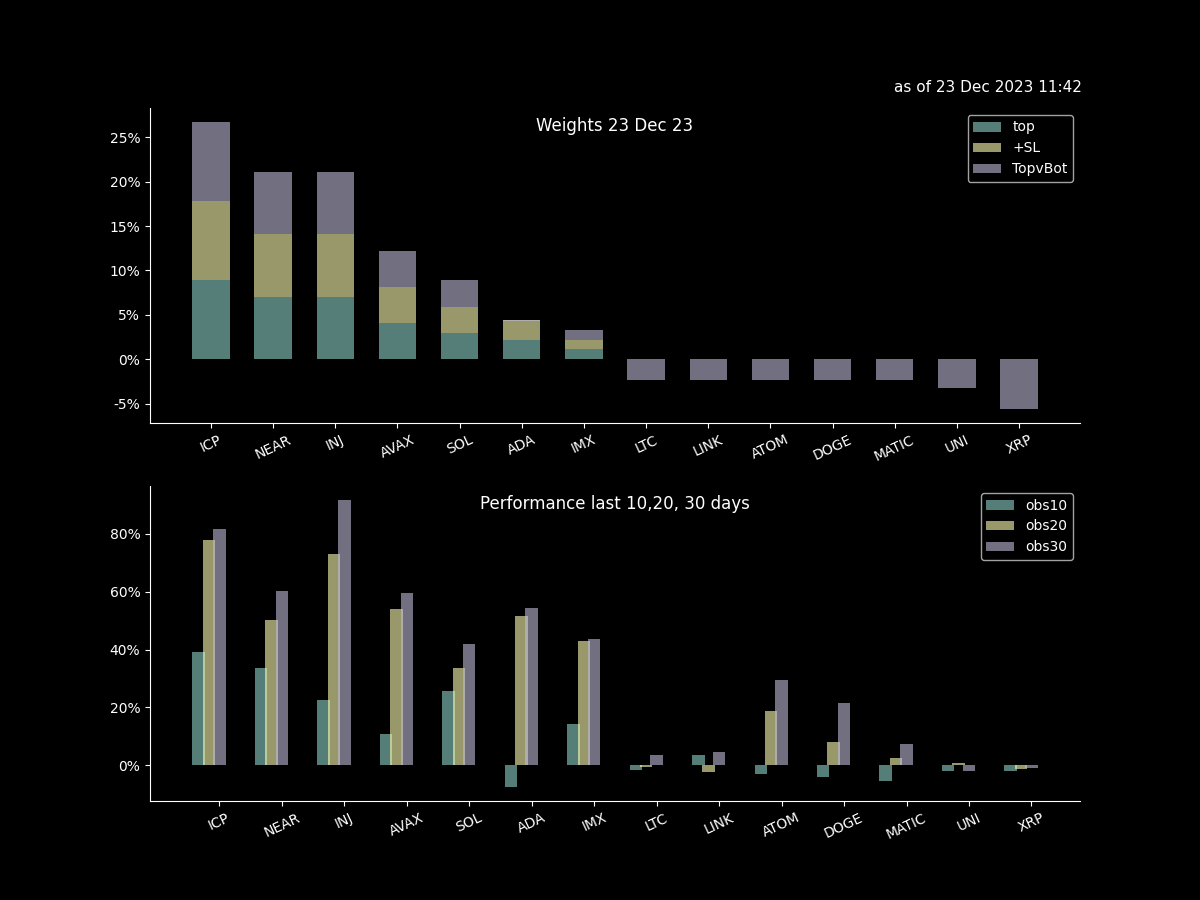 as of 23 Dec 2023 11:42
Weights 23 Dec 23
top
+SL
TopvBot
25%
20%
15%
10%
5%
0%
-5%
ICP NEAR INJ AVAX SOL ADA IMX LTC LINK ATOM DOGE MATIC UNI XRP
Performance last 10,20, 30 days
obs10
obs20
obs30
80%
60%
40%
20%
0%
ICP NEAR INJ AVAX SOL ADA IMX LTC LINK ATOM DOGE MATIC UNI XRP